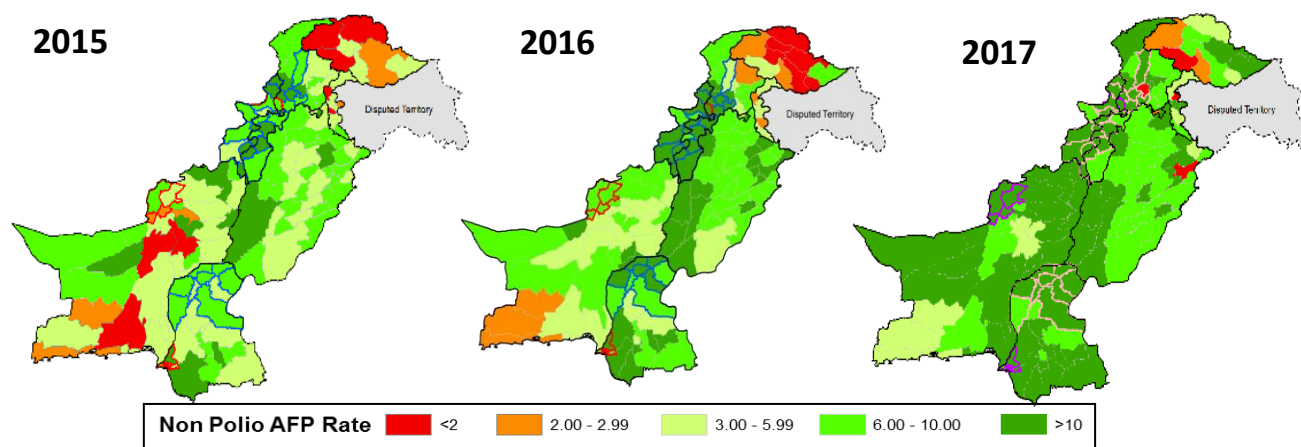 2015
2016
2017
Disputed Territory
Disputed Territory
Disputed Territory
Non Polio AFP Rate <2 2.00 - 2.99 3.00 - 5.99 6.00 - 10.00 >10